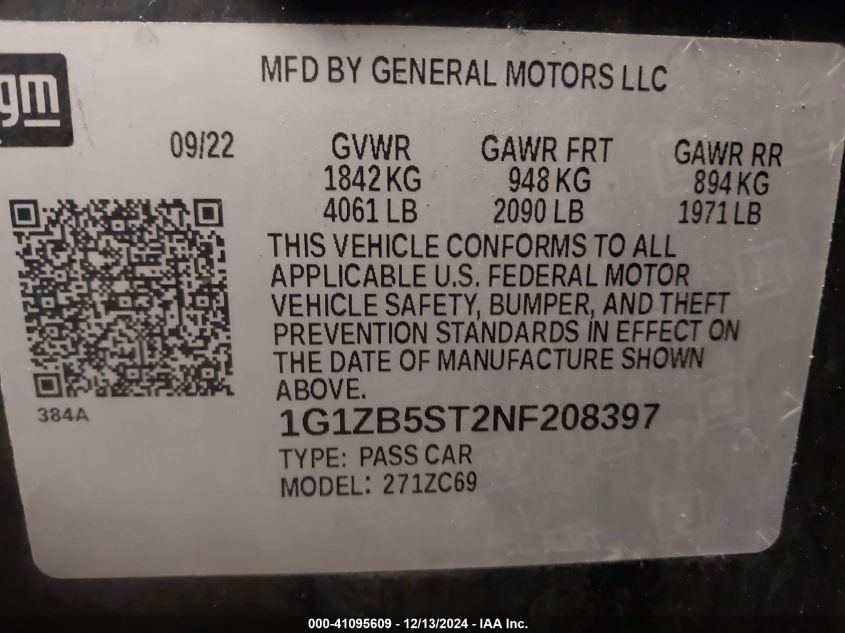 gm
MFD BY GENERAL MOTORS LLC
09/22
GVWR GAWR FRT GAWR RR
1842 KG 948 KG 894 KG
4061 LB 2090 LB 1971 LB
THIS VEHICLE CONFORMS TO ALL
APPLICABLE U.S. FEDERAL MOTOR
VEHICLE SAFETY, BUMPER, AND THEFT
PREVENTION STANDARDS IN EFFECT ON
THE DATE OF MANUFACTURE SHOWN
ABOVE.
384A
1G1ZB5ST2NF208397
TYPE: PASS CAR
MODEL: 271ZC69
000-41095609 - 12/13/2024 - IAA Inc.